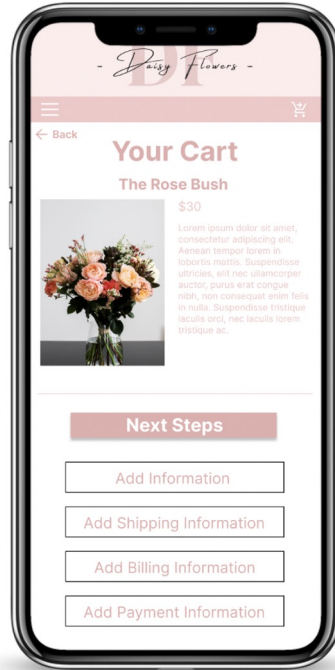 DF
- Daisy Flowers -
← Back
Your Cart
The Rose Bush
$30
Lorem ipsum dolor sit amet,
consectetur adipiscing elit.
Aenean tempor lorem in
lobortis mattis. Suspendisse
ultricies, elit nec ullamcorper
auctor, purus erat congue
nibh, non consequat enim felis
in nulla. Suspendisse tristique
iaculis orci, nec iaculis lorem
tristique ac.
Next Steps
Add Information
Add Shipping Information
Add Billing Information
Add Payment Information